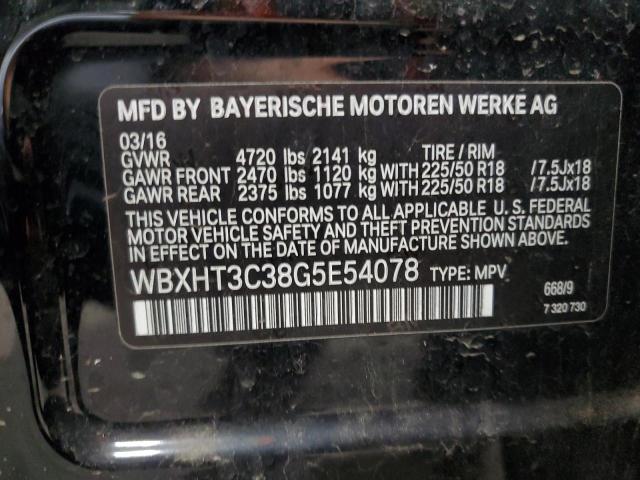 MFD BY BAYERISCHE MOTOREN WERKE AG
03/16
GVWR 4720 lbs 2141 kg TIRE / RIM
GAWR FRONT 2470 lbs 1120 kg WITH 225/50 R18 /7.5Jx18
GAWR REAR 2375 lbs 1077 kg WITH 225/50 R18 /7.5Jx18
THIS VEHICLE CONFORMS TO ALL APPLICABLE U. S. FEDERAL
MOTOR VEHICLE SAFETY AND THEFT PREVENTION STANDARDS
IN EFFECT ON THE DATE OF MANUFACTURE SHOWN ABOVE.
WBXHT3C38G5E54078 TYPE: MPV
668/9
7 320 730